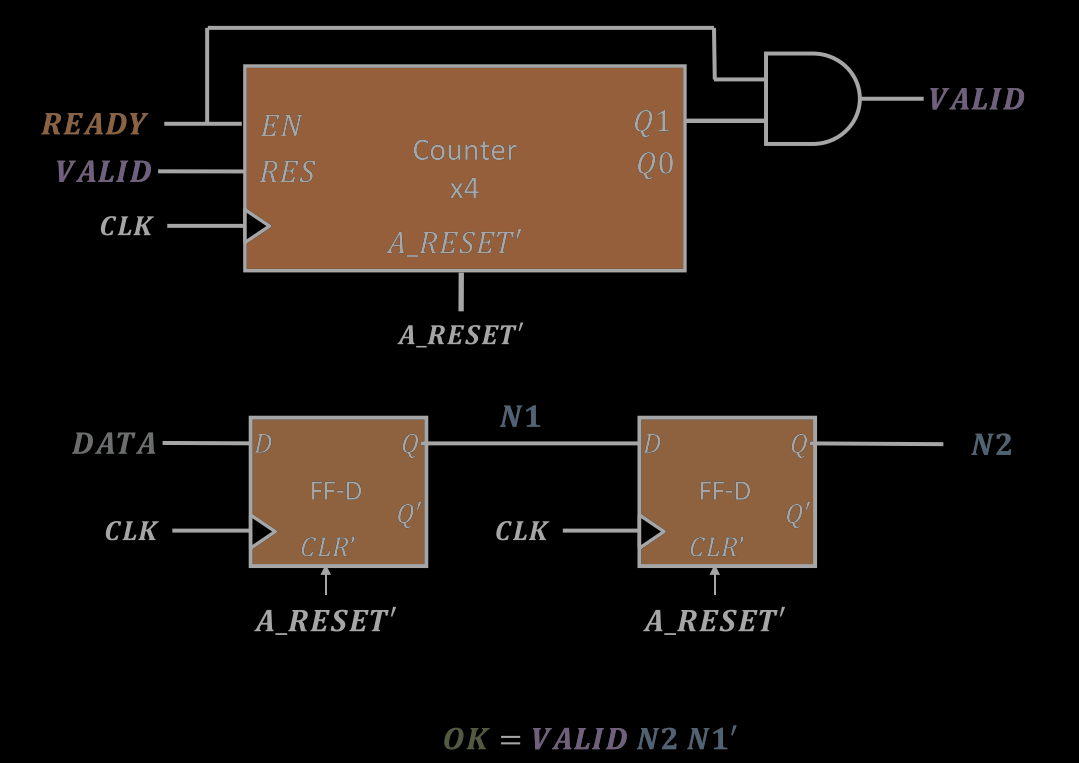 READY
EN
Q1
VALID
VALID
RES
Counter
x4
Q0
CLK
A_RESET'
A_RESET'
DATA
D
Q
N1
D
Q
N2
FF-D
FF-D
Q'
Q'
CLK
CLR'
CLK
CLR'
A_RESET'
A_RESET'
OK = VALID N2 N1'